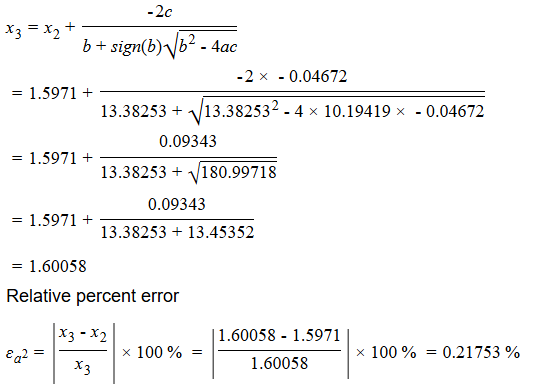 x₃ = x₂ + -2c / (b + sign(b)√(b² - 4ac))
= 1.5971 + (-2 × - 0.04672) / (13.38253 + √(13.38253² - 4 × 10.19419 × - 0.04672))
= 1.5971 + 0.09343 / (13.38253 + √180.99718)
= 1.5971 + 0.09343 / (13.38253 + 13.45352)
= 1.60058
Relative percent error
ε_a² = |(x₃ - x₂) / x₃| × 100 % = |(1.60058 - 1.5971) / 1.60058| × 100 % = 0.21753 %